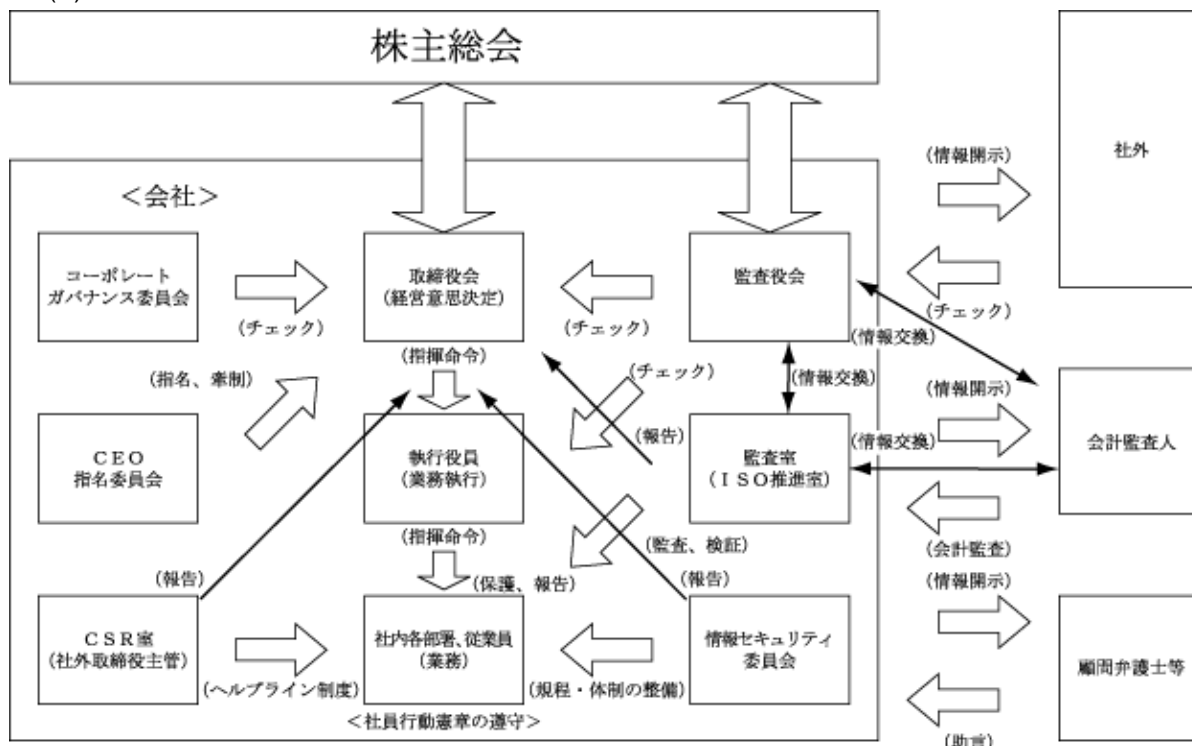 株主総会
<会社>
(情報開示)
社外
コーポレート
ガバナンス委員会
取締役会
(経営意思決定)
監査役会
(チェック)
(チェック)
(チェック)
(情報交換)
(指揮命令)
(指名、牽制)
(チェック)
(情報交換)
(情報開示)
CEO
指名委員会
執行役員
(業務執行)
(報告)
監査室
(ISO推進室)
(情報交換)
会計監査人
(指揮命令)
(監査、検証)
(会計監査)
(報告)
(保護、報告)
(報告)
(情報開示)
CSR室
(社外取締役主管)
社内各部署、従業員
(業務)
情報セキュリティ
委員会
顧問弁護士等
(ヘルプライン制度)
(規程・体制の整備)
<社員行動憲章の遵守>
(助言)